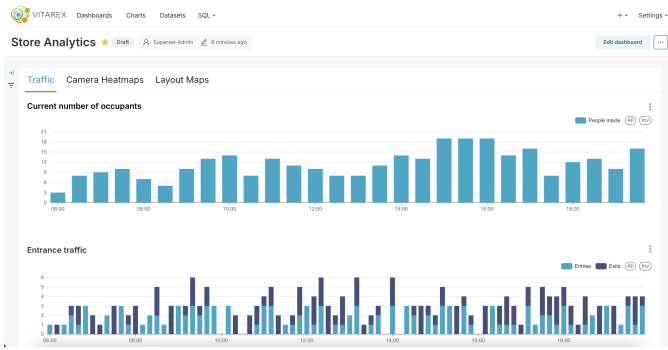 VITAREX Dashboards Charts Datasets SQL Settings
Store Analytics Draft Superset Admin 6 minutes ago Edit dashboard
Traffic Camera Heatmaps Layout Maps
Current number of occupants
People inside All Inv
21
18
15
12
9
6
3
0
06:00 08:00 10:00 12:00 14:00 16:00 18:00
Entrance traffic
Entries Exits All Inv
6
5
4
3
2
1
0
06:00 08:00 10:00 12:00 14:00 16:00 18:00